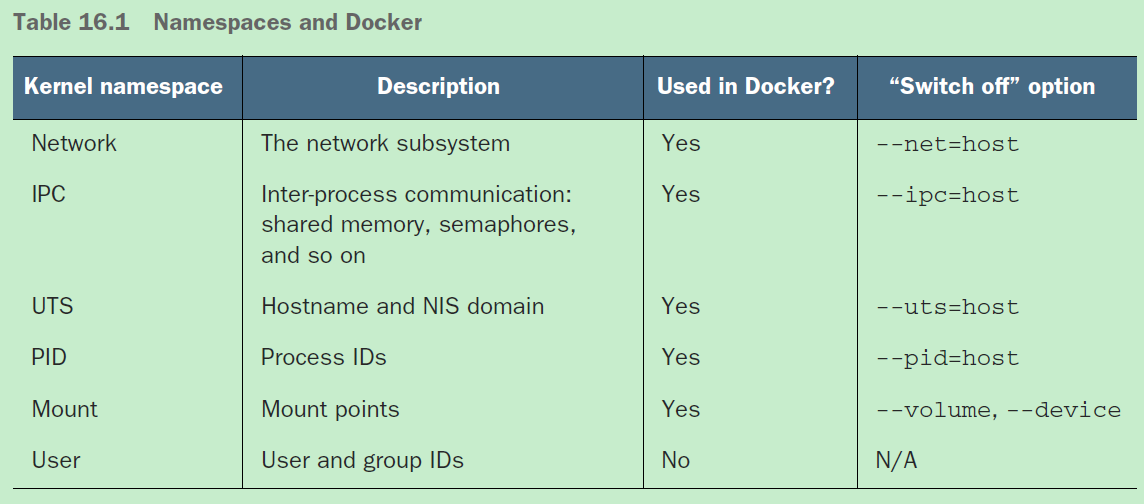 Table 16.1 Namespaces and Docker
Kernel namespace Description Used in Docker? “Switch off” option
Network The network subsystem Yes --net=host
IPC Inter-process communication: Yes --ipc=host
shared memory, semaphores,
and so on
UTS Hostname and NIS domain Yes --uts=host
PID Process IDs Yes --pid=host
Mount Mount points Yes --volume, --device
User User and group IDs No N/A